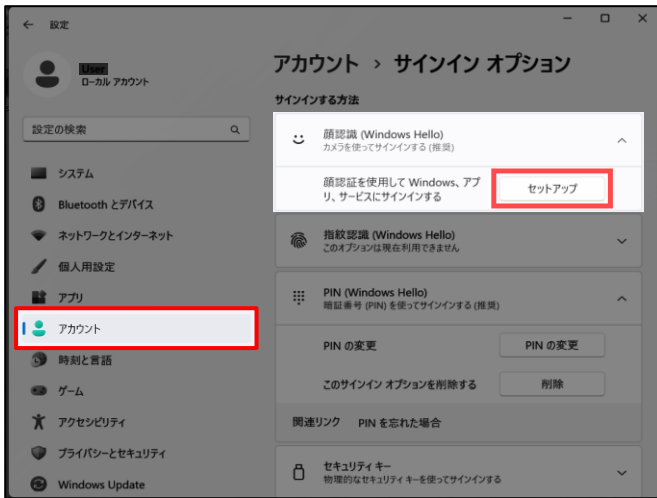 設定
User
ローカル アカウント
設定の検索
システム
Bluetooth とデバイス
ネットワークとインターネット
個人用設定
アプリ
アカウント
時刻と言語
ゲーム
アクセシビリティ
プライバシーとセキュリティ
Windows Update
アカウント › サインイン オプション
サインインする方法
顔認識 (Windows Hello)
カメラを使ってサインインする (推奨)
顔認証を使用して Windows、アプ
リ、サービスにサインインする
セットアップ
指紋認識 (Windows Hello)
このオプションは現在利用できません
PIN (Windows Hello)
暗証番号 (PIN) を使ってサインインする (推奨)
PIN の変更
PIN の変更
このサインイン オプションを削除する
削除
関連リンク PIN を忘れた場合
セキュリティ キー
物理的なセキュリティ キーを使ってサインインする